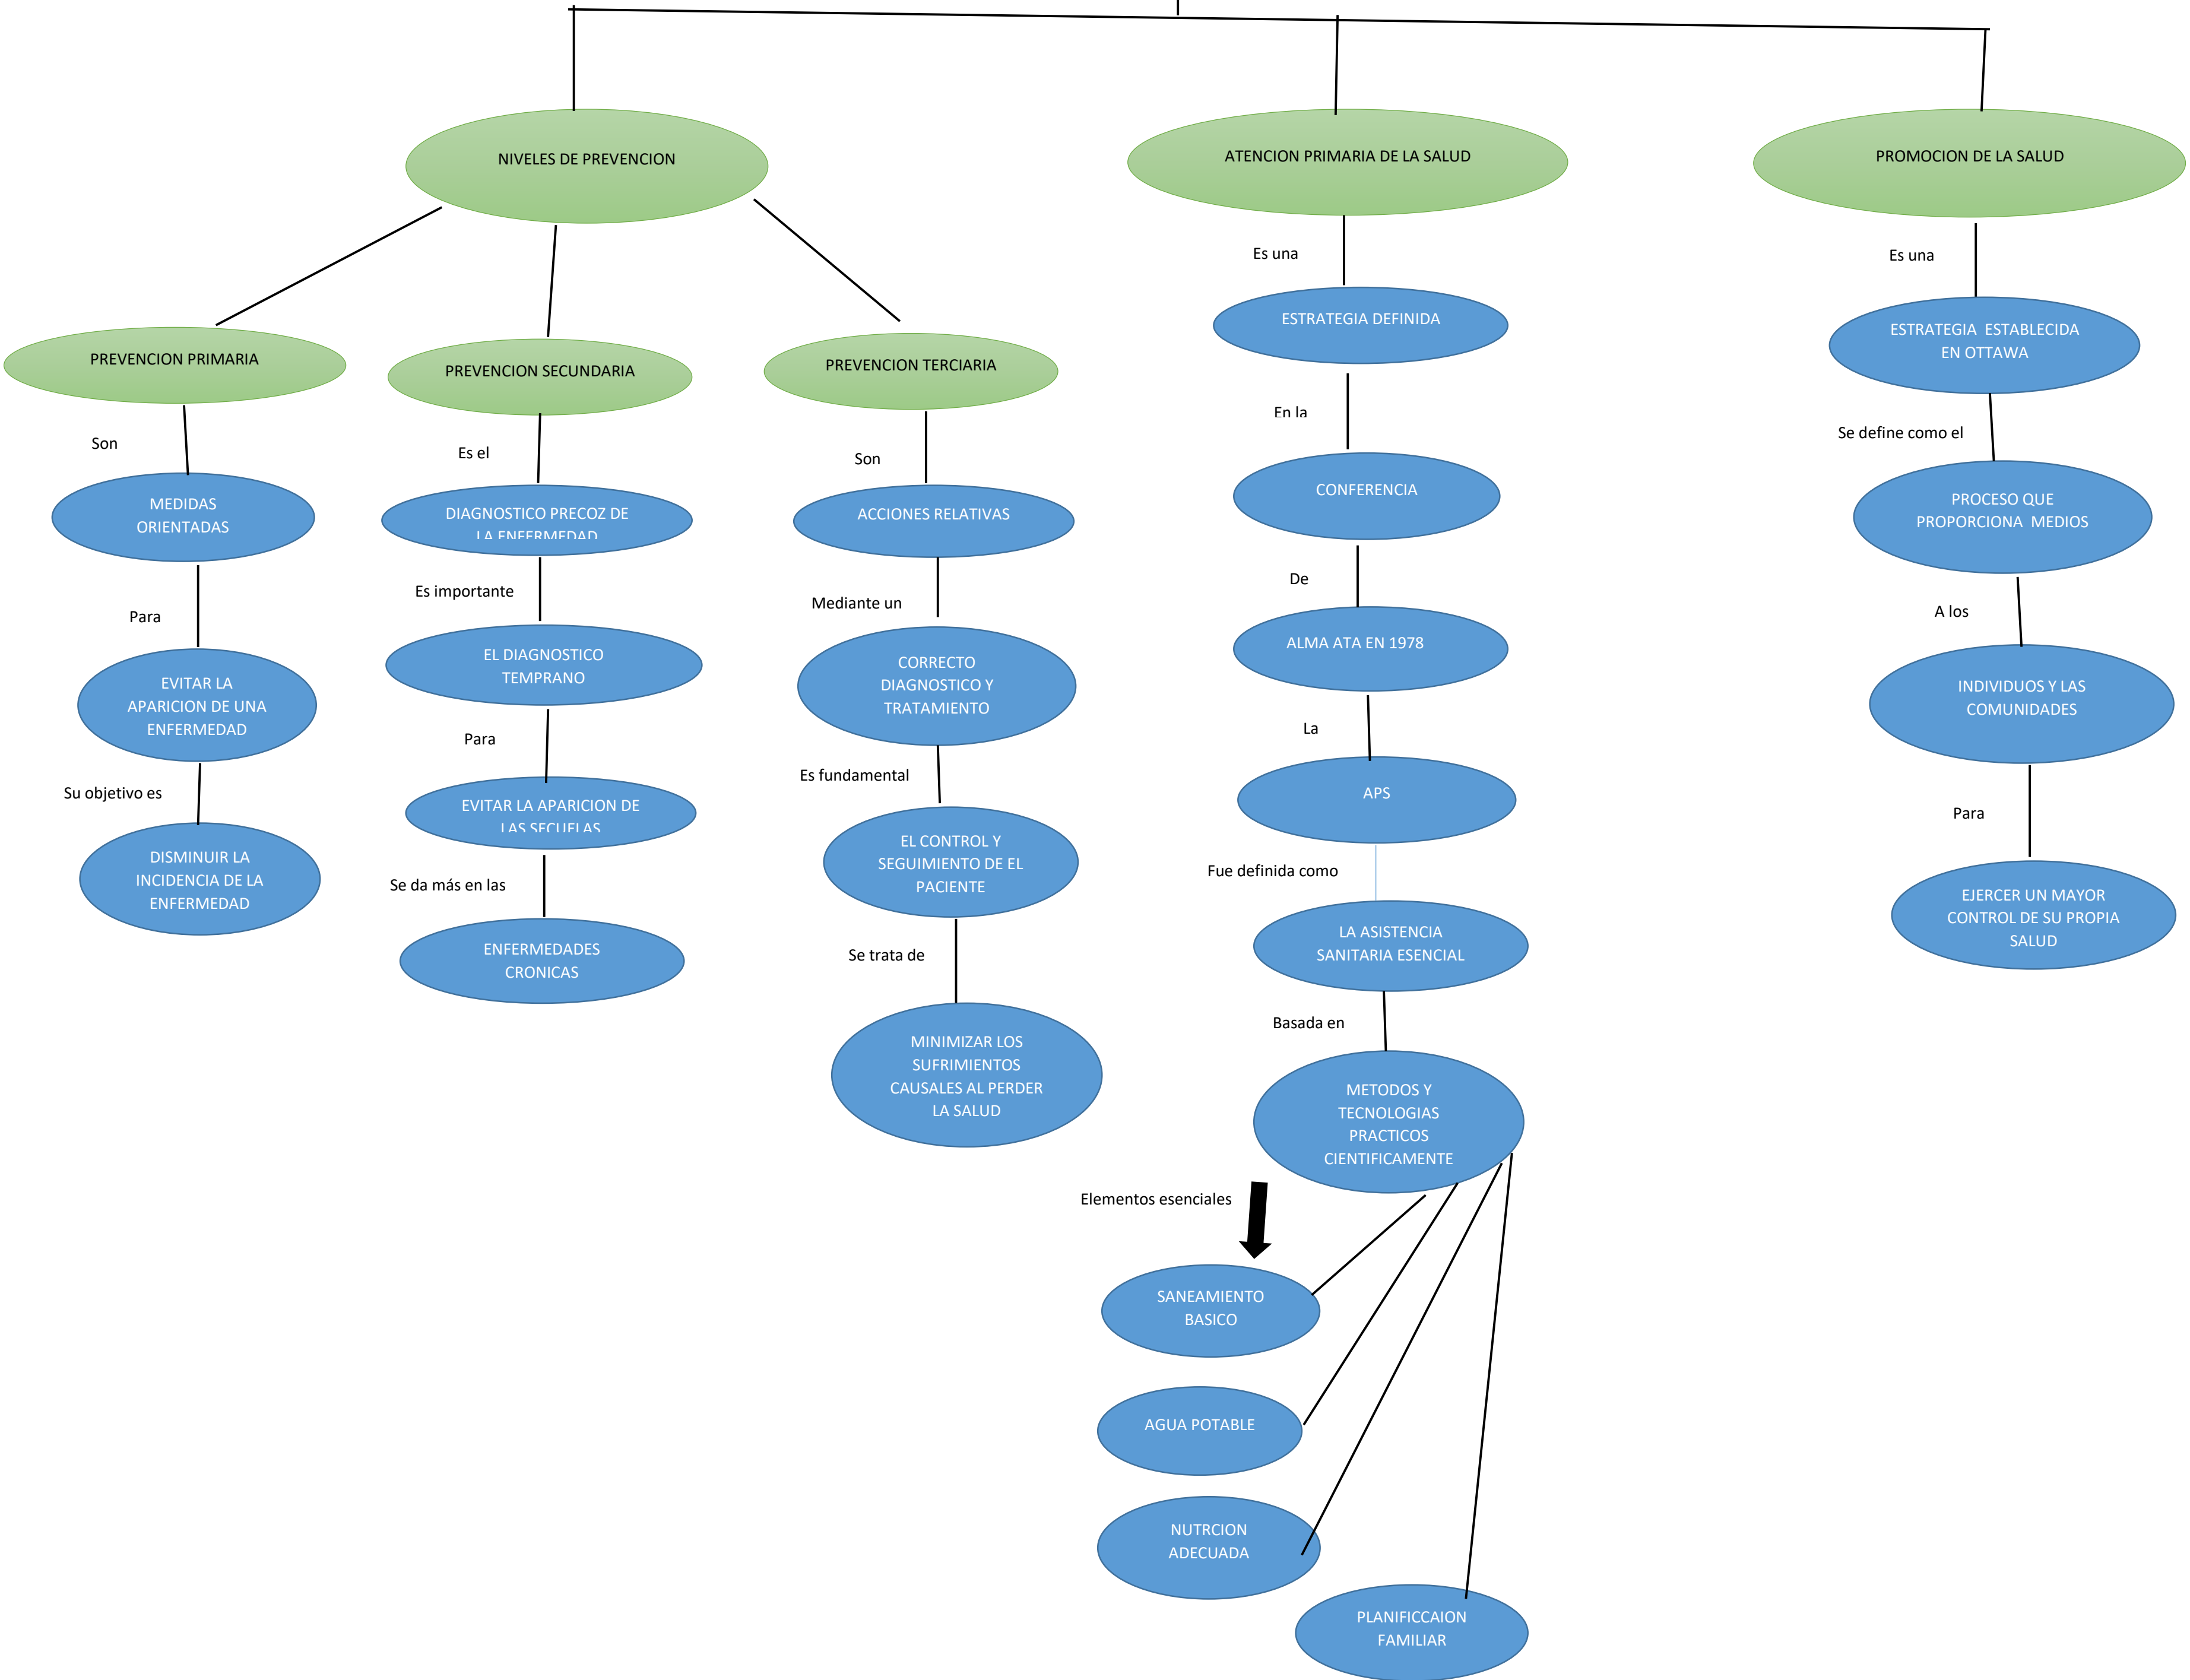 NIVELES DE PREVENCION
ATENCION PRIMARIA DE LA SALUD
PROMOCION DE LA SALUD
PREVENCION PRIMARIA
Son
MEDIDAS
ORIENTADAS
Para
EVITAR LA
APARICION DE UNA
ENFERMEDAD
Su objetivo es
DISMINUIR LA
INCIDENCIA DE LA
ENFERMEDAD
PREVENCION SECUNDARIA
Es el
DIAGNOSTICO PRECOZ DE
LA ENFERMEDAD
Es importante
EL DIAGNOSTICO
TEMPRANO
Para
EVITAR LA APARICION DE
LAS SECUELAS
Se da más en las
ENFERMEDADES
CRONICAS
PREVENCION TERCIARIA
Son
ACCIONES RELATIVAS
Mediante un
CORRECTO
DIAGNOSTICO Y
TRATAMIENTO
Es fundamental
EL CONTROL Y
SEGUIMIENTO DE EL
PACIENTE
Se trata de
MINIMIZAR LOS
SUFRIMIENTOS
CAUSALES AL PERDER
LA SALUD
Es una
ESTRATEGIA DEFINIDA
En la
CONFERENCIA
De
ALMA ATA EN 1978
La
APS
Fue definida como
LA ASISTENCIA
SANITARIA ESENCIAL
Basada en
METODOS Y
TECNOLOGIAS
PRACTICOS
CIENTIFICAMENTE
Elementos esenciales
SANEAMIENTO
BASICO
AGUA POTABLE
NUTRCION
ADECUADA
PLANIFICCAION
FAMILIAR
Es una
ESTRATEGIA ESTABLECIDA
EN OTTAWA
Se define como el
PROCESO QUE
PROPORCIONA MEDIOS
A los
INDIVIDUOS Y LAS
COMUNIDADES
Para
EJERCER UN MAYOR
CONTROL DE SU PROPIA
SALUD